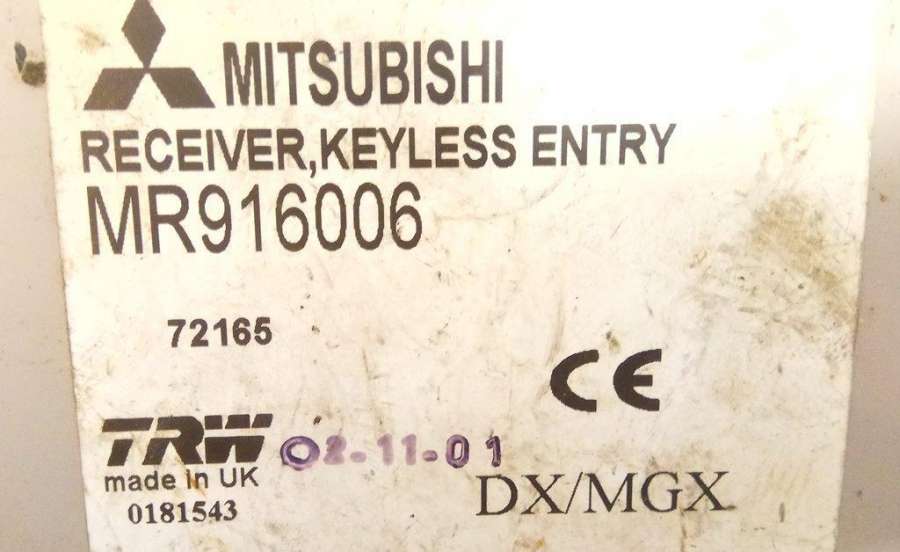 MITSUBISHI
RECEIVER,KEYLESS ENTRY
MR916006
72165
CE
TRW 02-11-01
made in UK
0181543
DX/MGX